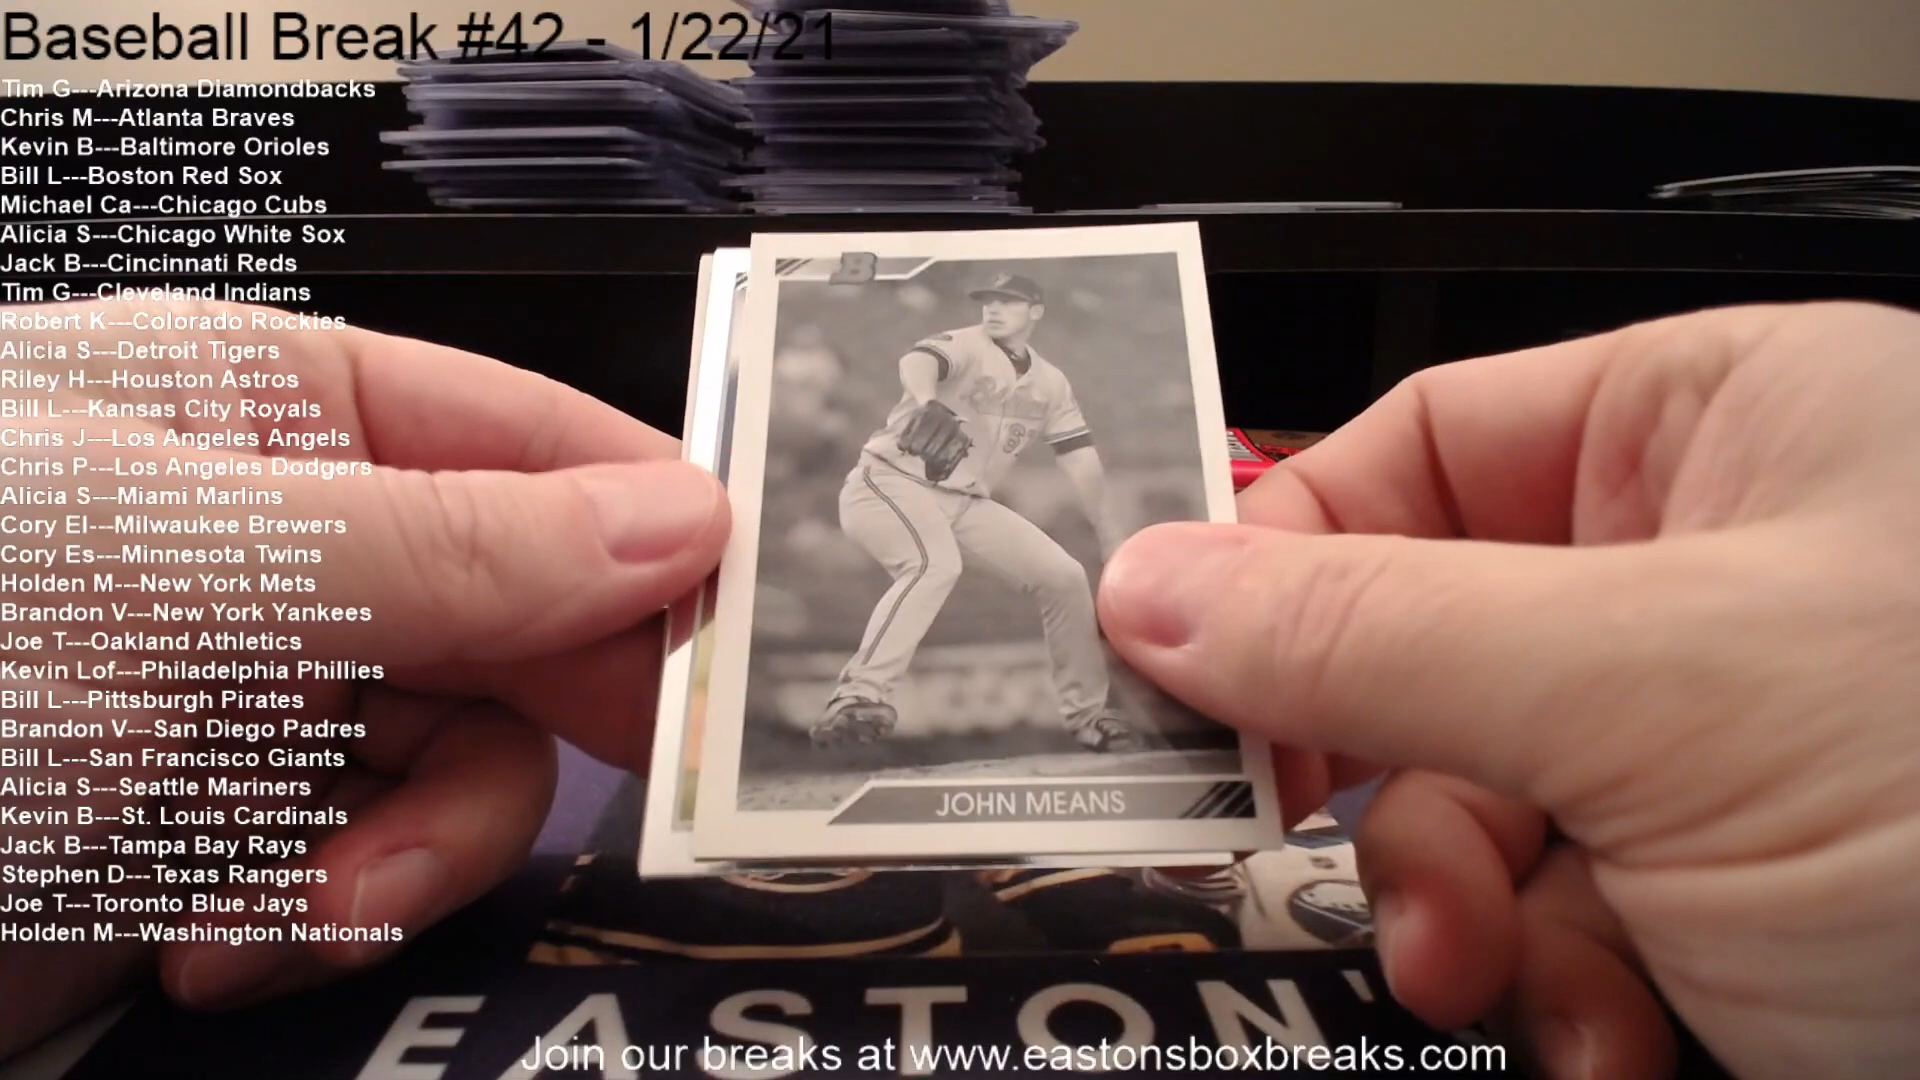 Baseball Break #42 - 1/22/21
Tim G---Arizona Diamondbacks
Chris M---Atlanta Braves
Kevin B---Baltimore Orioles
Bill L---Boston Red Sox
Michael Ca---Chicago Cubs
Alicia S---Chicago White Sox
Jack B---Cincinnati Reds
Tim G---Cleveland Indians
Robert K---Colorado Rockies
Alicia S---Detroit Tigers
Riley H---Houston Astros
Bill L---Kansas City Royals
Chris J---Los Angeles Angels
Chris P---Los Angeles Dodgers
Alicia S---Miami Marlins
Cory El---Milwaukee Brewers
Cory Es---Minnesota Twins
Holden M---New York Mets
Brandon V---New York Yankees
Joe T---Oakland Athletics
Kevin Lof---Philadelphia Phillies
Bill L---Pittsburgh Pirates
Brandon V---San Diego Padres
Bill L---San Francisco Giants
Alicia S---Seattle Mariners
Kevin B---St. Louis Cardinals
Jack B---Tampa Bay Rays
Stephen D---Texas Rangers
Joe T---Toronto Blue Jays
Holden M---Washington Nationals
B
JOHN MEANS
EASTON'
Join our breaks at www.eastonsboxbreaks.com